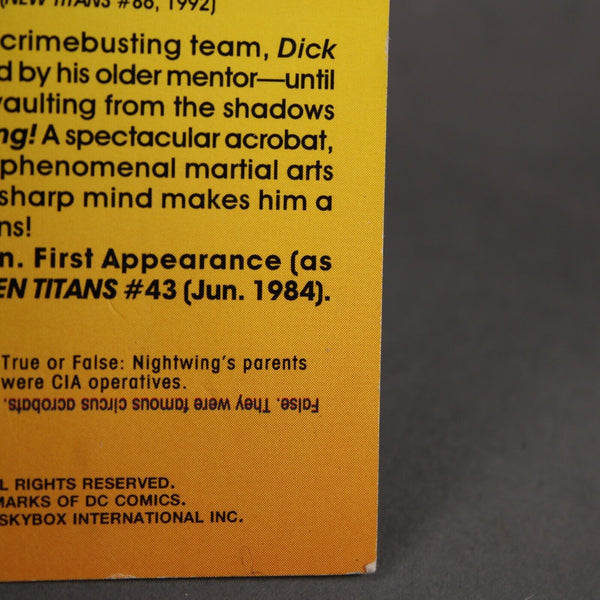 (NEW TITANS #86, 1992)
crimebusting team, Dick
d by his older mentor—until
vaulting from the shadows
ng! A spectacular acrobat,
phenomenal martial arts
sharp mind makes him a
ns!
n. First Appearance (as
EN TITANS #43 (Jun. 1984).
True or False: Nightwing's parents
were CIA operatives.
False. They were famous circus acrobats.
L RIGHTS RESERVED.
MARKS OF DC COMICS.
SKYBOX INTERNATIONAL INC.